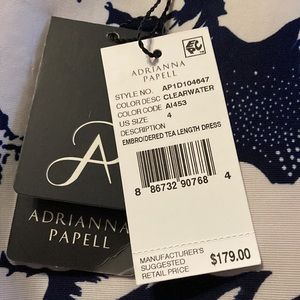 ADRIANNA
PAPELL
STYLE NO. AP1D104647
COLOR DESC CLEARWATER
COLOR CODE AI453
US SIZE 4
DESCRIPTION
EMBROIDERED TEA LENGTH DRESS
8 86732 90768 4
MANUFACTURER'S
SUGGESTED
RETAIL PRICE $179.00
A
ADRIANNA
PAPELL